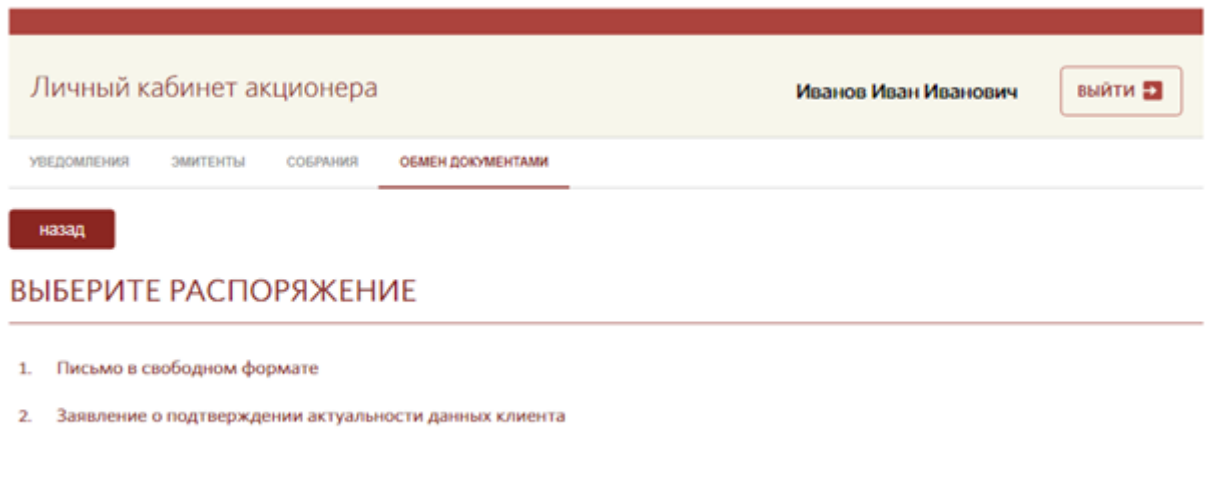 Личный кабинет акционера
Иванов Иван Иванович
выйти
УВЕДОМЛЕНИЯ ЭМИТЕНТЫ СОБРАНИЯ ОБМЕН ДОКУМЕНТАМИ
назад
ВЫБЕРИТЕ РАСПОРЯЖЕНИЕ
1. Письмо в свободном формате
2. Заявление о подтверждении актуальности данных клиента